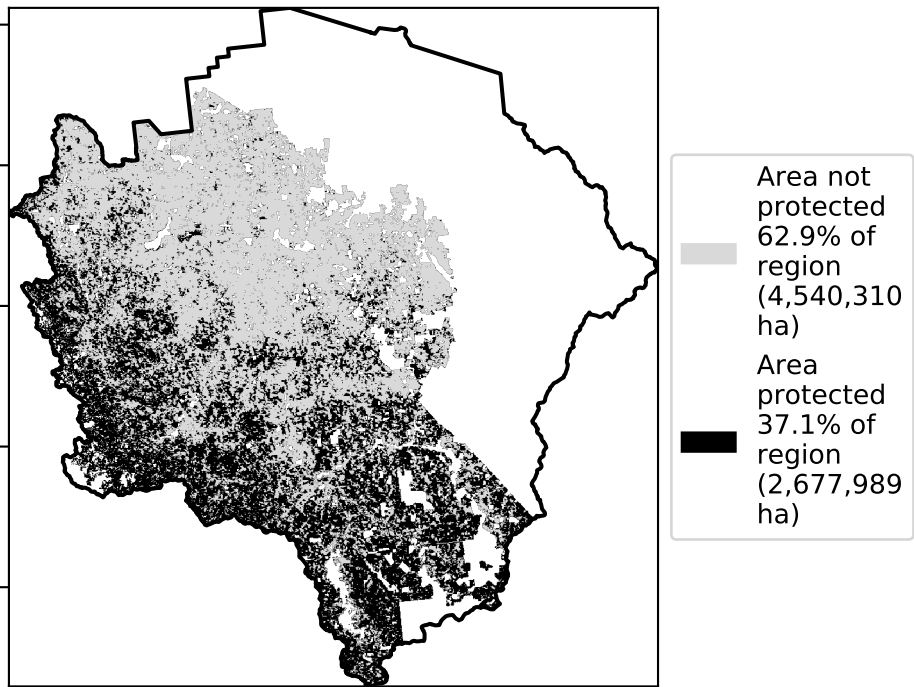 Area not
protected
62.9% of
region
(4,540,310
ha)
Area
protected
37.1% of
region
(2,677,989
ha)